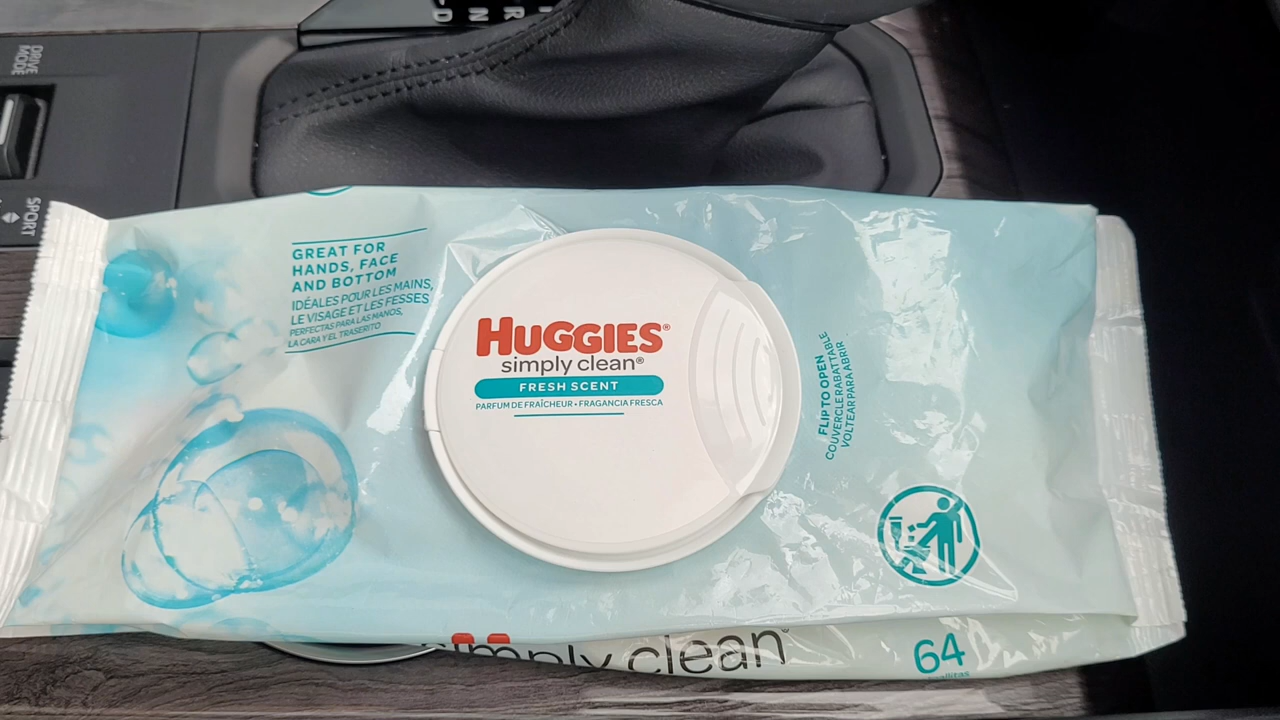 D N R
DRIVE
MODE
SPORT
GREAT FOR
HANDS, FACE
AND BOTTOM
IDÉALES POUR LES MAINS,
LE VISAGE ET LES FESSES
PERFECTAS PARA LAS MANOS,
LA CARA Y EL TRASERITO
HUGGIES®
simply clean®
FRESH SCENT
PARFUM DE FRAÎCHEUR • FRAGANCIA FRESCA
FLIP TO OPEN
COUVERCLE RABATTABLE
VOLTEAR PARA ABRIR
simply clean®
64